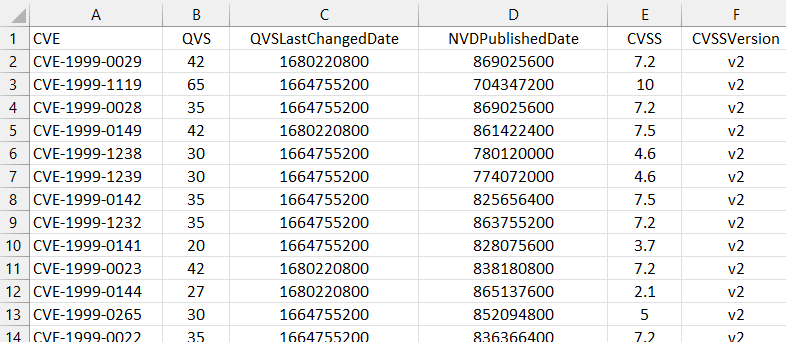 A B C D E F
1 CVE QVS QVSLastChangedDate NVDPublishedDate CVSS CVSSVersion
2 CVE-1999-0029 42 1680220800 869025600 7.2 v2
3 CVE-1999-1119 65 1664755200 704347200 10 v2
4 CVE-1999-0028 35 1664755200 869025600 7.2 v2
5 CVE-1999-0149 42 1680220800 861422400 7.5 v2
6 CVE-1999-1238 30 1664755200 780120000 4.6 v2
7 CVE-1999-1239 30 1664755200 774072000 4.6 v2
8 CVE-1999-0142 35 1664755200 825656400 7.5 v2
9 CVE-1999-1232 35 1664755200 863755200 7.2 v2
10 CVE-1999-0141 20 1664755200 828075600 3.7 v2
11 CVE-1999-0023 42 1680220800 838180800 7.2 v2
12 CVE-1999-0144 27 1680220800 865137600 2.1 v2
13 CVE-1999-0265 30 1664755200 852094800 5 v2
14 CVE-1999-0022 35 1664755200 836366400 7.2 v2